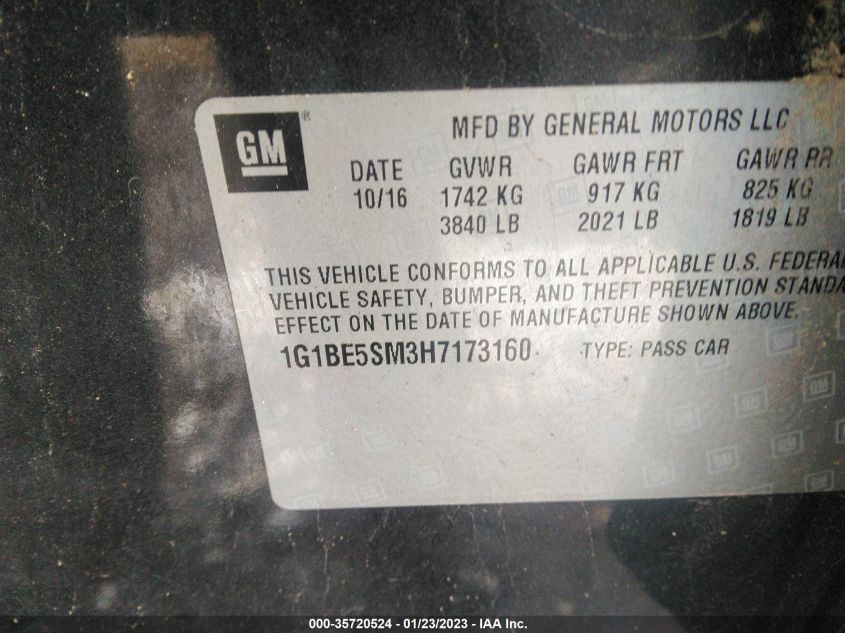 GM
MFD BY GENERAL MOTORS LLC
DATE GVWR GAWR FRT GAWR RR
10/16 1742 KG 917 KG 825 KG
3840 LB 2021 LB 1819 LB
THIS VEHICLE CONFORMS TO ALL APPLICABLE U.S. FEDERAL
VEHICLE SAFETY, BUMPER, AND THEFT PREVENTION STANDA
EFFECT ON THE DATE OF MANUFACTURE SHOWN ABOVE.
1G1BE5SM3H7173160 TYPE: PASS CAR
000-35720524 - 01/23/2023 - IAA Inc.